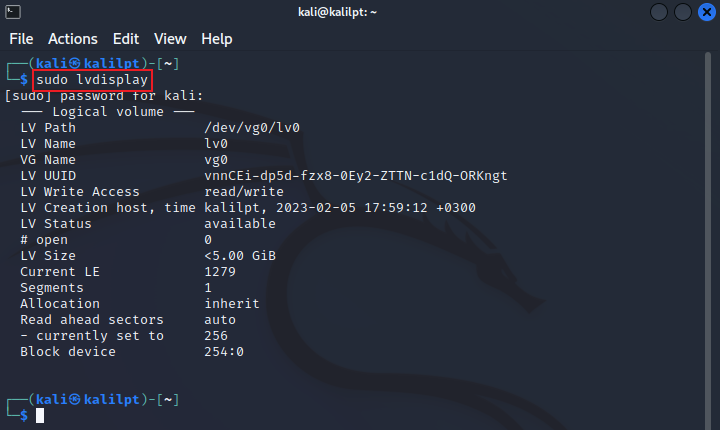 kali@kalilpt: ~
File Actions Edit View Help
┌──(kali㉿kalilpt)-[~]
└─$ sudo lvdisplay
[sudo] password for kali:
  --- Logical volume ---
  LV Path                /dev/vg0/lv0
  LV Name                lv0
  VG Name                vg0
  LV UUID                vnnCEi-dp5d-fzx8-0Ey2-ZTTN-c1dQ-ORKngt
  LV Write Access        read/write
  LV Creation host, time kalilpt, 2023-02-05 17:59:12 +0300
  LV Status              available
  # open                 0
  LV Size                <5.00 GiB
  Current LE             1279
  Segments               1
  Allocation             inherit
  Read ahead sectors     auto
  - currently set to     256
  Block device           254:0
┌──(kali㉿kalilpt)-[~]
└─$